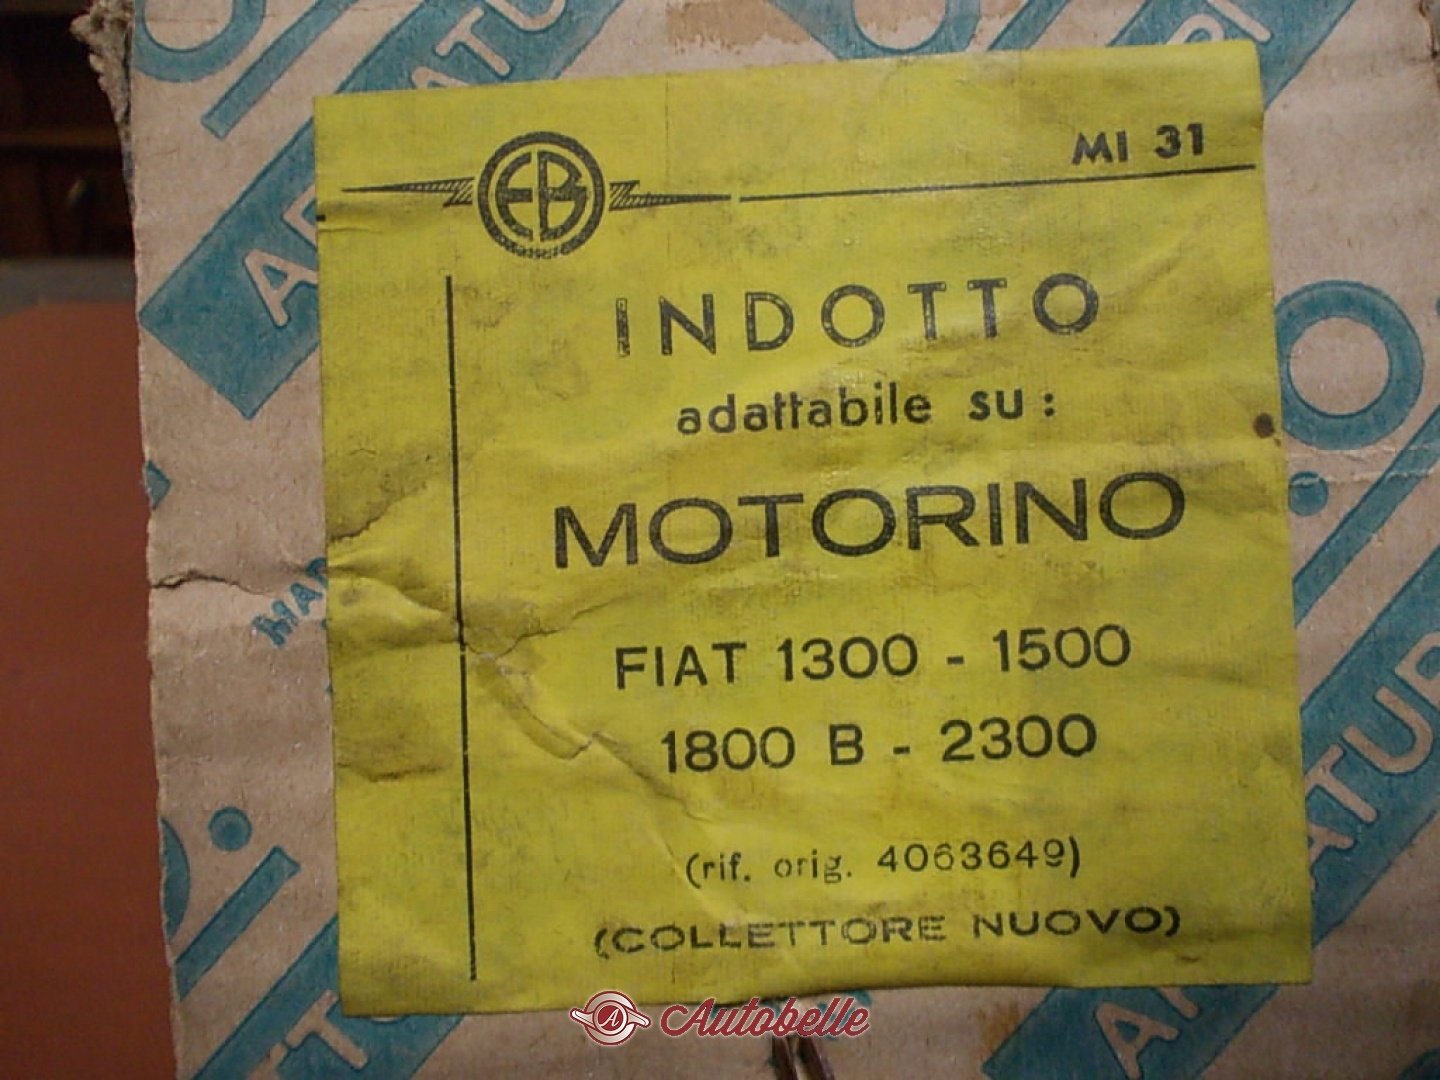 EB
MI 31
INDOTTO
adattabile su:
MOTORINO
FIAT 1300 - 1500
1800 B - 2300
(rif. orig. 4063649)
(COLLETTORE NUOVO)
A Autobelle